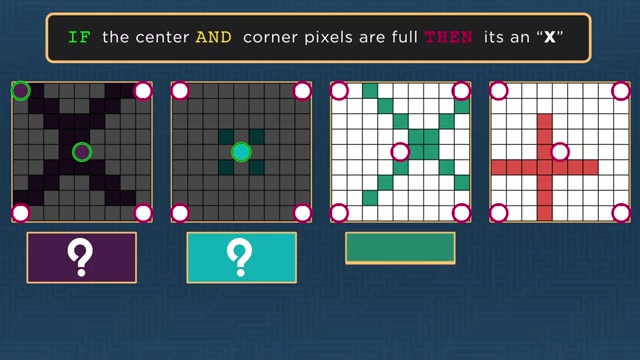 IF the center AND corner pixels are full THEN its an “X”
? ?